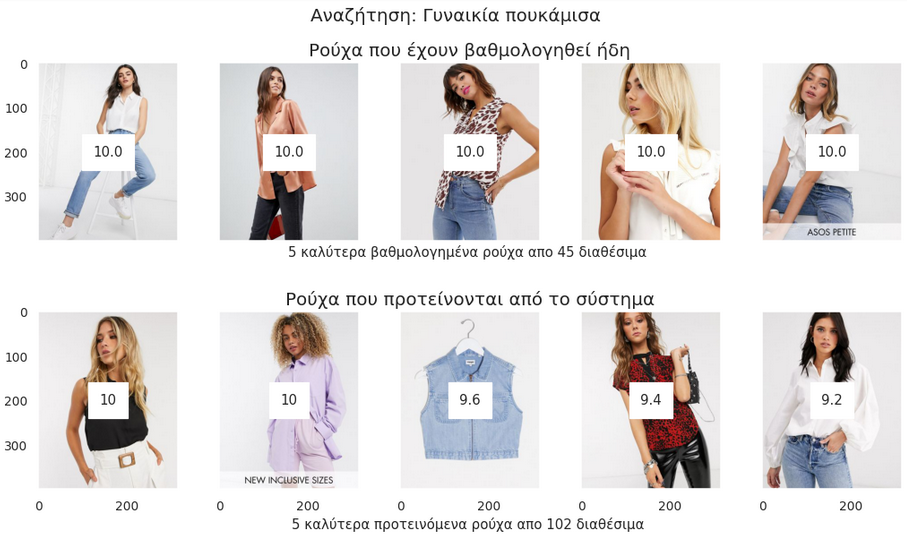 Αναζήτηση: Γυναικία πουκάμισα
Ρούχα που έχουν βαθμολογηθεί ήδη
0
100
200
300
10.0 10.0 10.0 10.0 10.0
ASOS PETITE
5 καλύτερα βαθμολογημένα ρούχα απο 45 διαθέσιμα
Ρούχα που προτείνονται από το σύστημα
0
100
200
300
10 10 9.6 9.4 9.2
NEW INCLUSIVE SIZES
0 200 0 200 0 200 0 200 0 200
5 καλύτερα προτεινόμενα ρούχα απο 102 διαθέσιμα